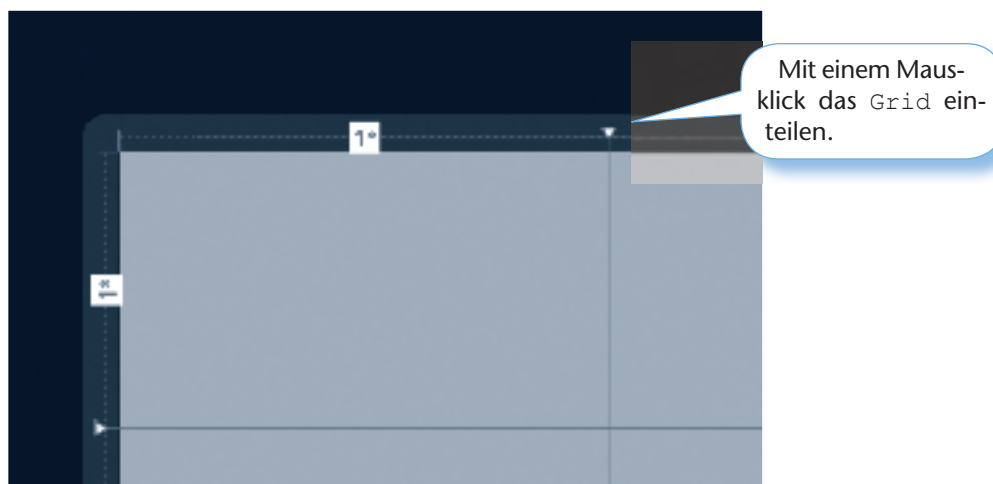 Mit einem Maus-
klick das Grid ein-
teilen.
1*
1*